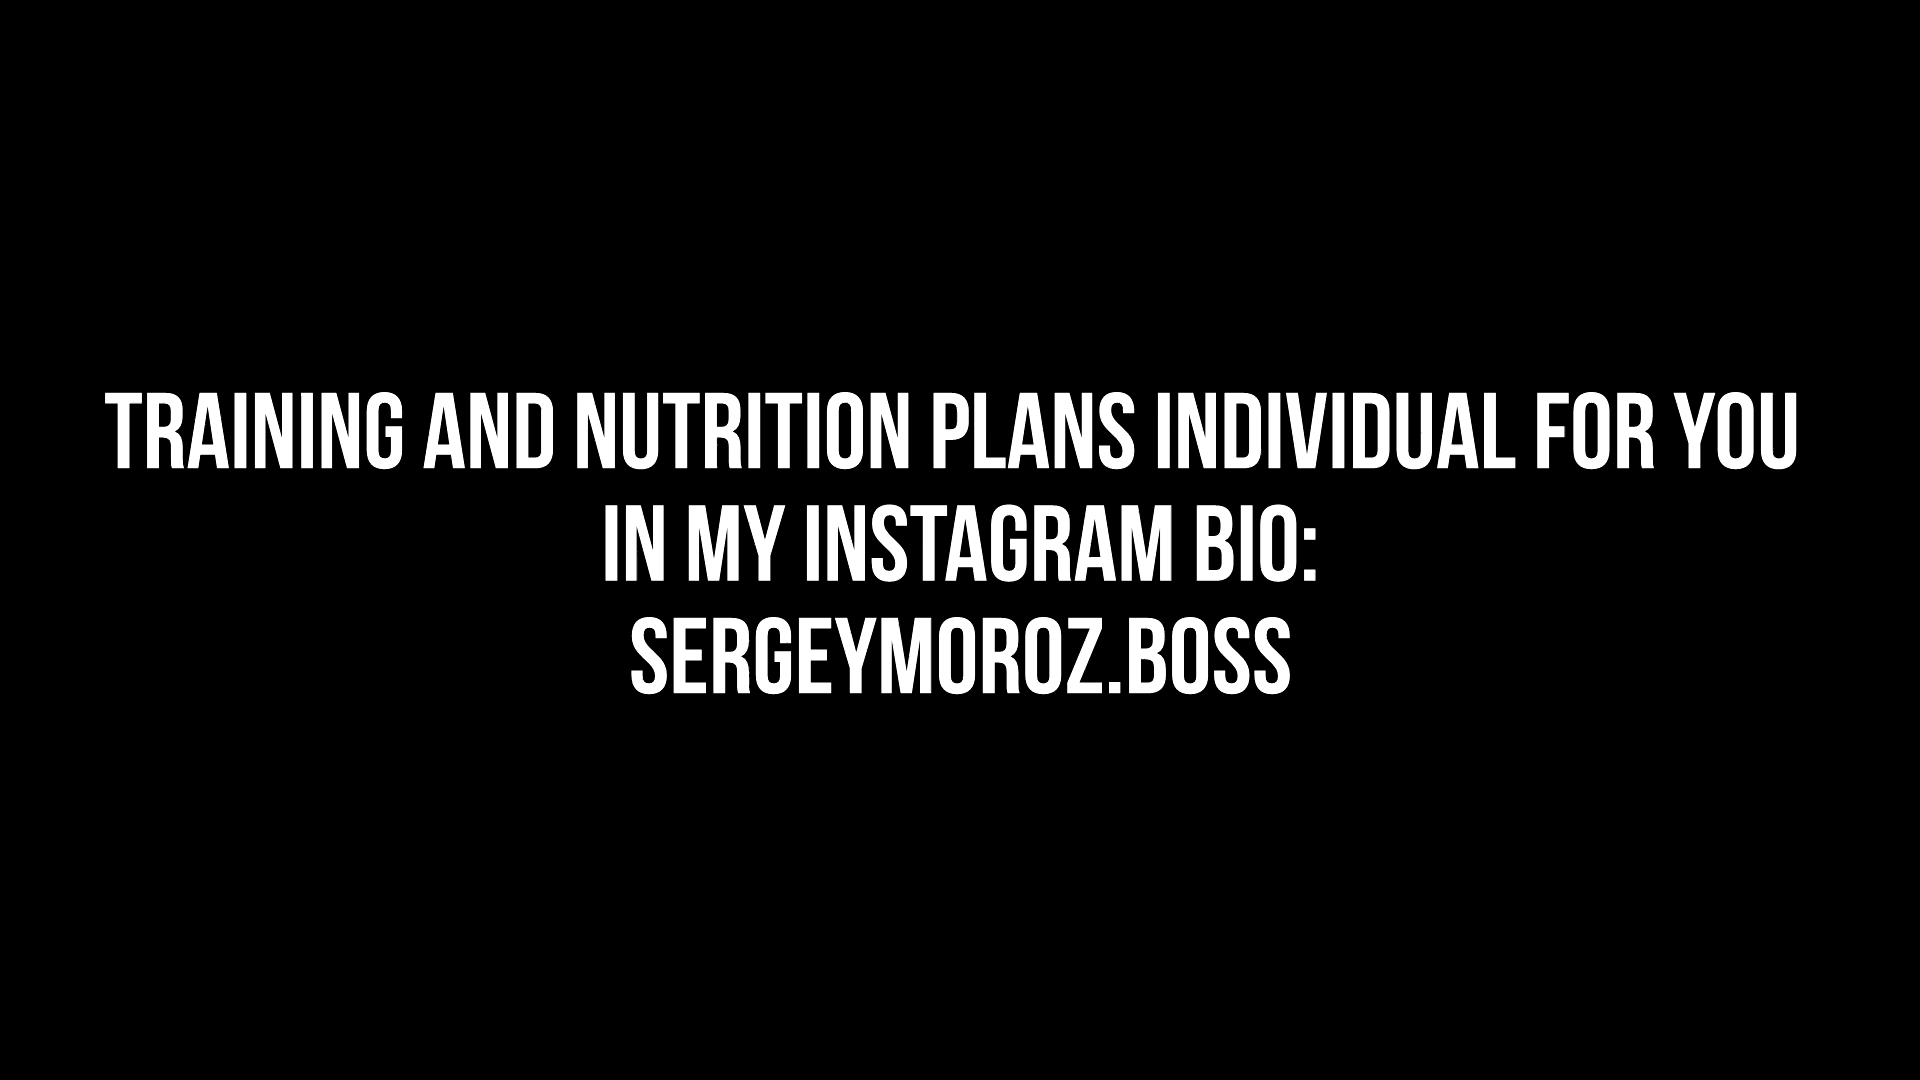 TRAINING AND NUTRITION PLANS INDIVIDUAL FOR YOU
IN MY INSTAGRAM BIO:
SERGEYMOROZ.BOSS